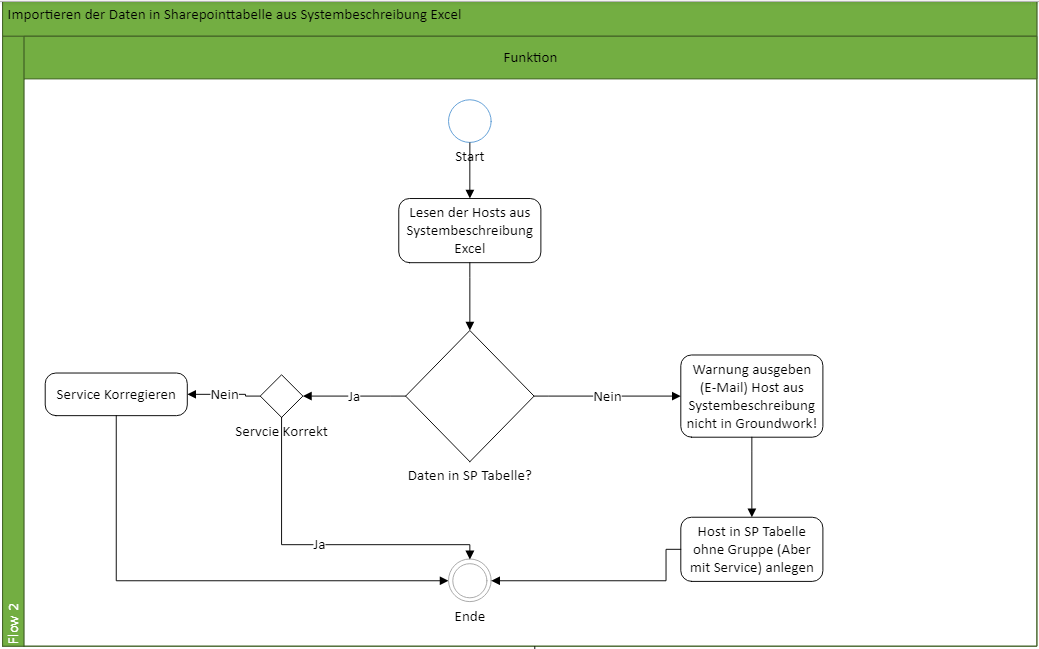 Importieren der Daten in Sharepointtabelle aus Systembeschreibung Excel
Funktion
Start
Lesen der Hosts aus
Systembeschreibung
Excel
Daten in SP Tabelle?
Ja
Nein
Servcie Korrekt
Nein
Service Korregieren
Ja
Warnung ausgeben
(E-Mail) Host aus
Systembeschreibung
nicht in Groundwork!
Host in SP Tabelle
ohne Gruppe (Aber
mit Service) anlegen
Ende
Flow 2